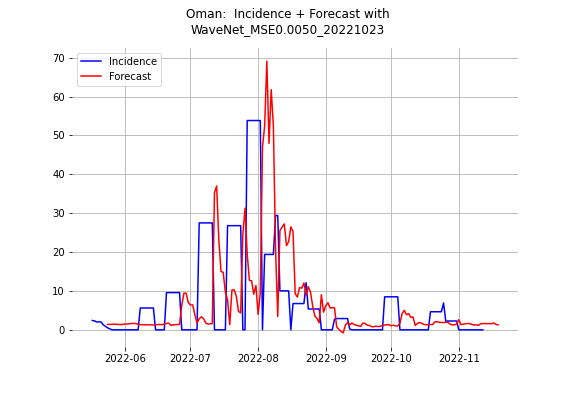 Oman:  Incidence + Forecast with
WaveNet_MSE0.0050_20221023
Incidence
Forecast
70
60
50
40
30
20
10
0
2022-06 2022-07 2022-08 2022-09 2022-10 2022-11